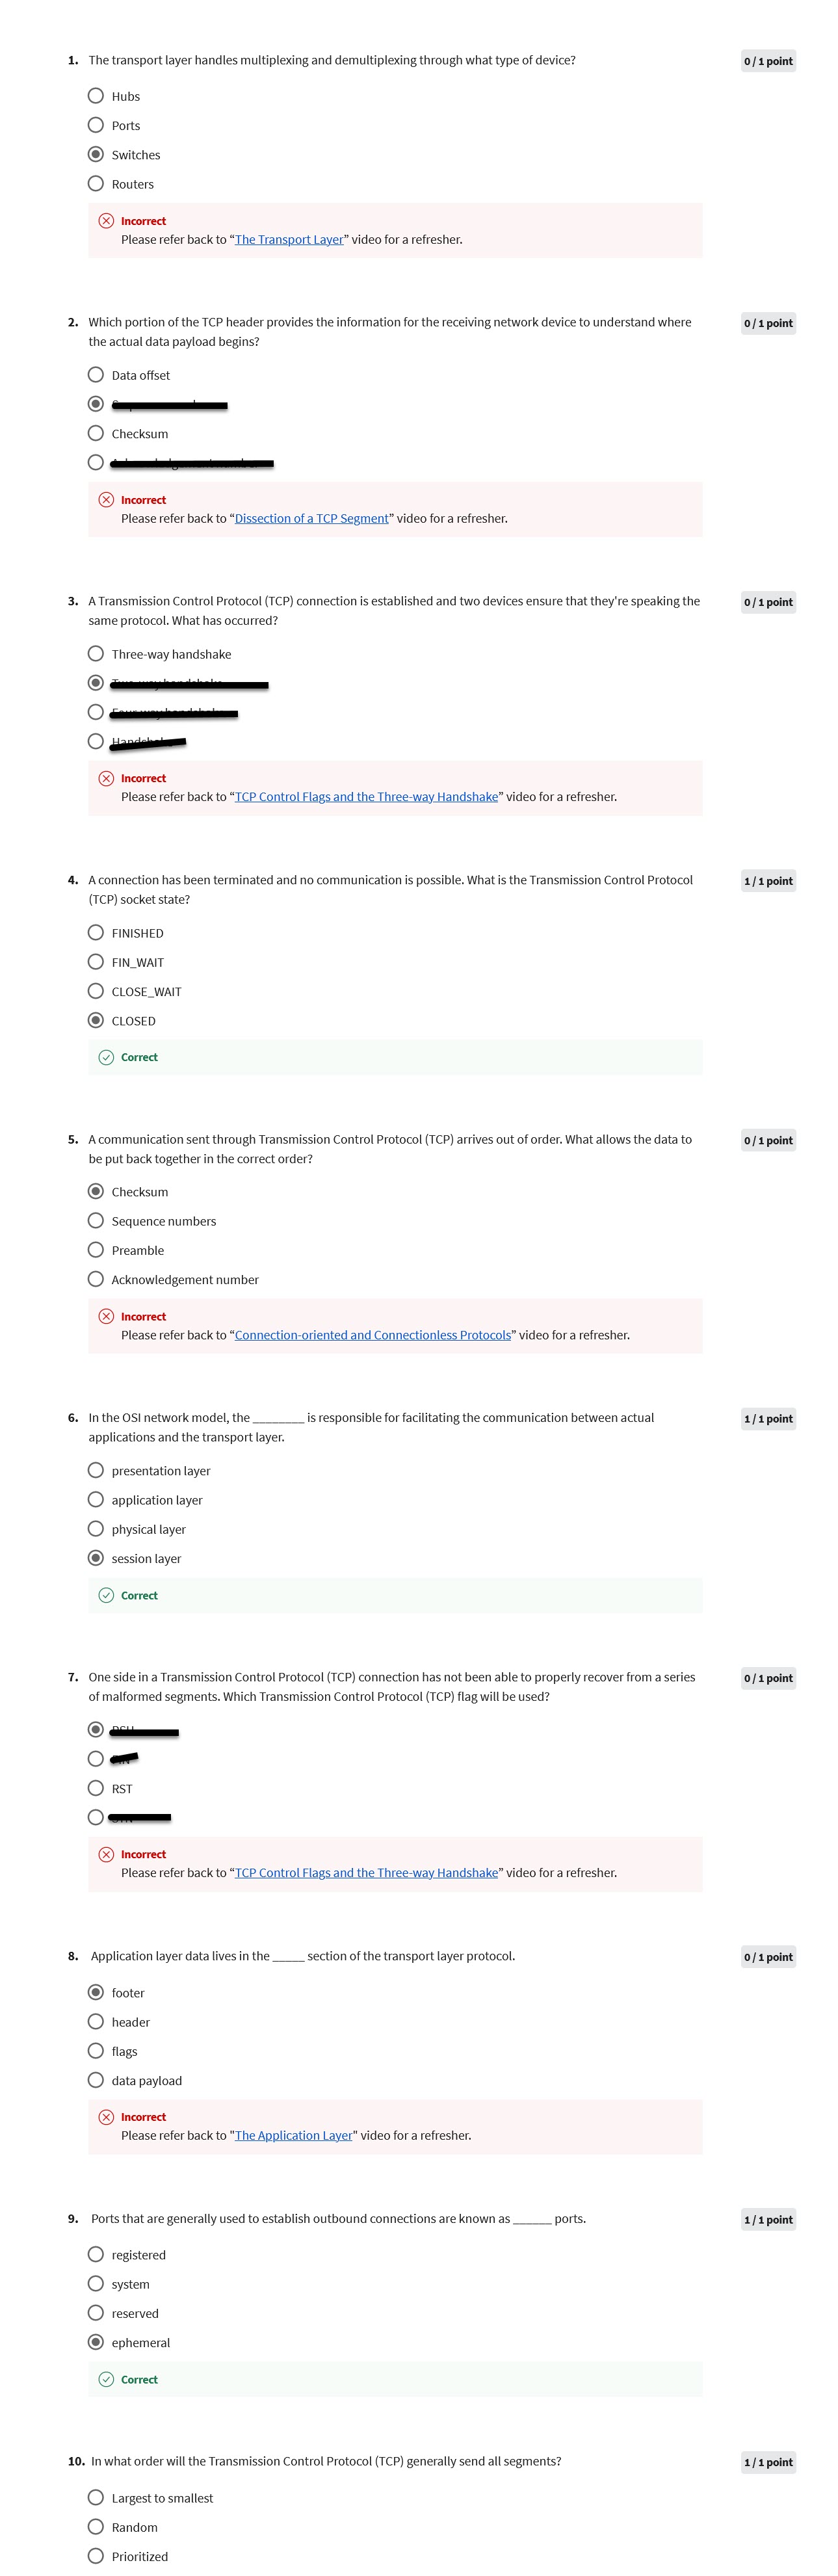 1. The transport layer handles multiplexing and demultiplexing through what type of device?
0 / 1 point
Hubs
Ports
Switches
Routers
Incorrect
Please refer back to “The Transport Layer” video for a refresher.
2. Which portion of the TCP header provides the information for the receiving network device to understand where
the actual data payload begins?
0 / 1 point
Data offset
Checksum
Incorrect
Please refer back to “Dissection of a TCP Segment” video for a refresher.
3. A Transmission Control Protocol (TCP) connection is established and two devices ensure that they're speaking the
same protocol. What has occurred?
0 / 1 point
Three-way handshake
Incorrect
Please refer back to “TCP Control Flags and the Three-way Handshake” video for a refresher.
4. A connection has been terminated and no communication is possible. What is the Transmission Control Protocol
(TCP) socket state?
1 / 1 point
FINISHED
FIN_WAIT
CLOSE_WAIT
CLOSED
Correct
5. A communication sent through Transmission Control Protocol (TCP) arrives out of order. What allows the data to
be put back together in the correct order?
0 / 1 point
Checksum
Sequence numbers
Preamble
Acknowledgement number
Incorrect
Please refer back to “Connection-oriented and Connectionless Protocols” video for a refresher.
6. In the OSI network model, the ________ is responsible for facilitating the communication between actual
applications and the transport layer.
1 / 1 point
presentation layer
application layer
physical layer
session layer
Correct
7. One side in a Transmission Control Protocol (TCP) connection has not been able to properly recover from a series
of malformed segments. Which Transmission Control Protocol (TCP) flag will be used?
0 / 1 point
RST
Incorrect
Please refer back to “TCP Control Flags and the Three-way Handshake” video for a refresher.
8. Application layer data lives in the _____ section of the transport layer protocol.
0 / 1 point
footer
header
flags
data payload
Incorrect
Please refer back to "The Application Layer" video for a refresher.
9. Ports that are generally used to establish outbound connections are known as ______ ports.
1 / 1 point
registered
system
reserved
ephemeral
Correct
10. In what order will the Transmission Control Protocol (TCP) generally send all segments?
1 / 1 point
Largest to smallest
Random
Prioritized